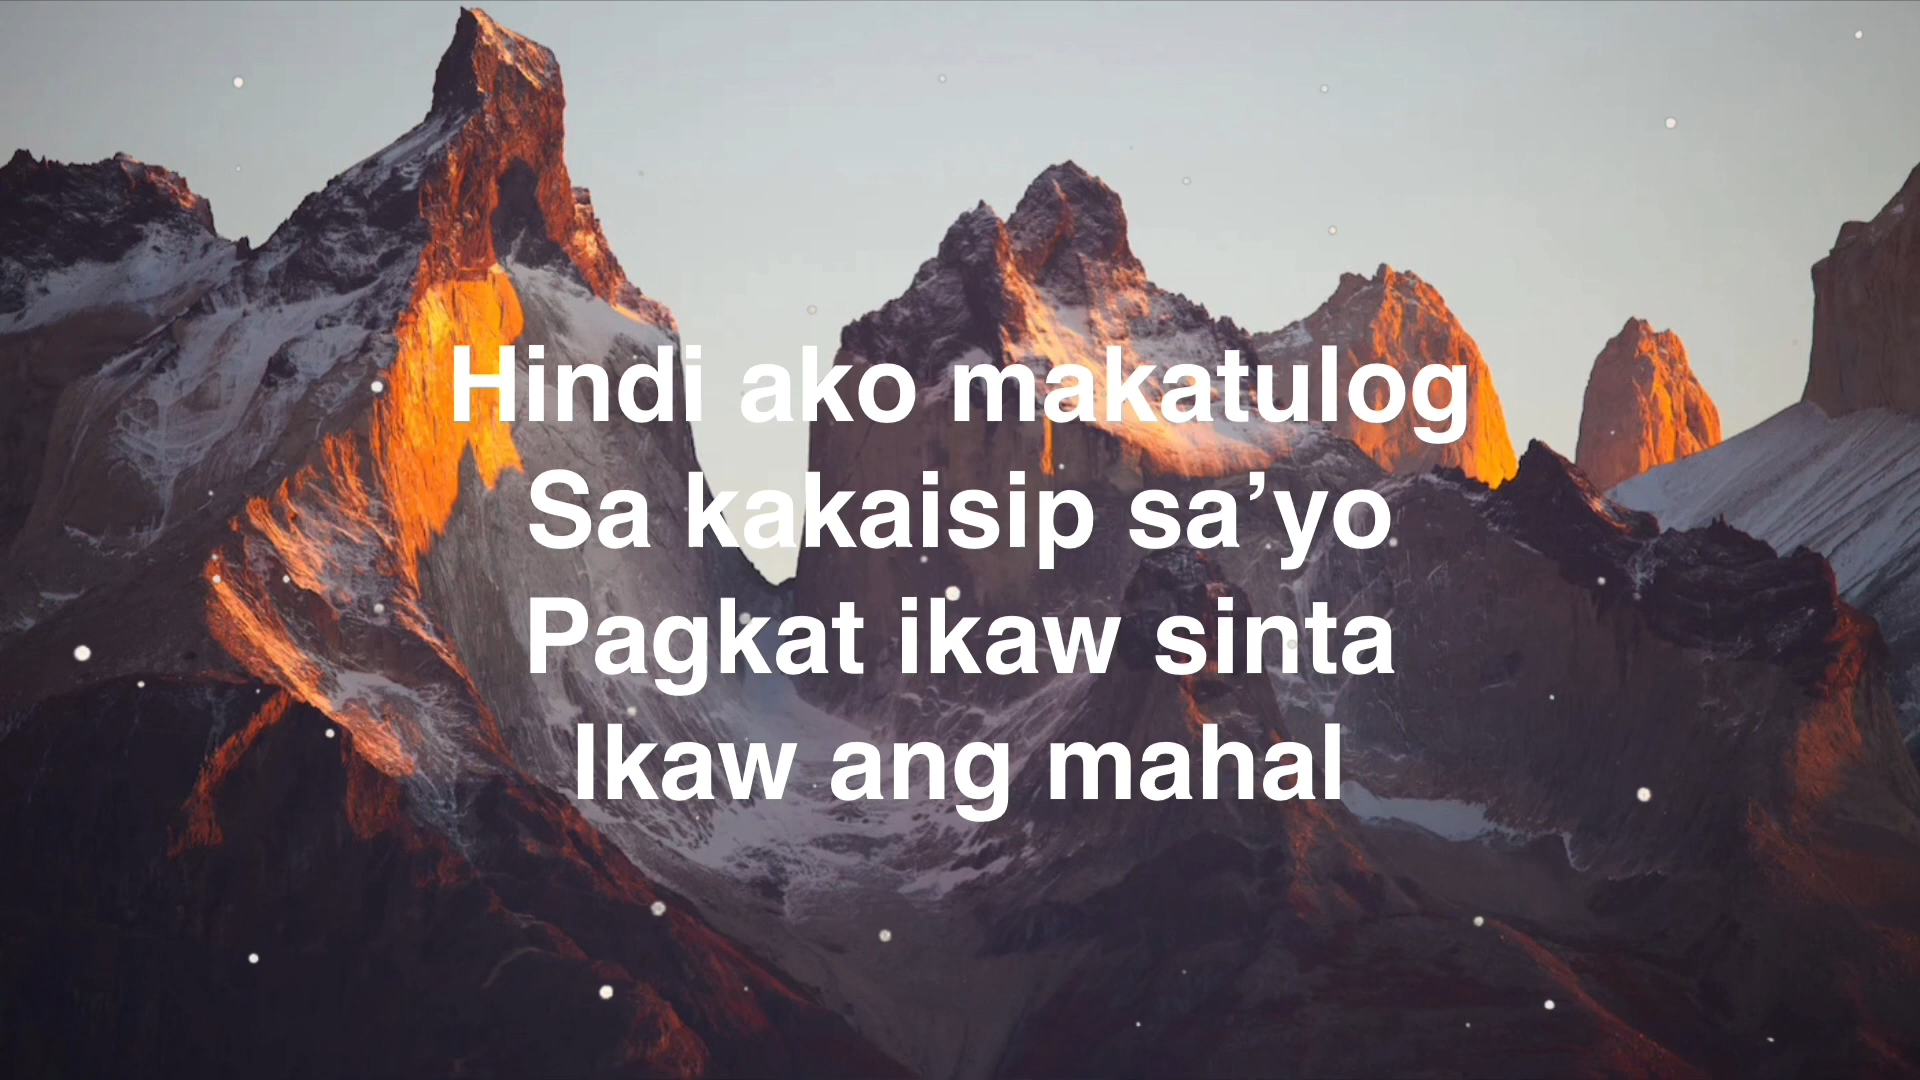 Hindi ako makatulog
Sa kakaisip sa’yo
Pagkat ikaw sinta
Ikaw ang mahal